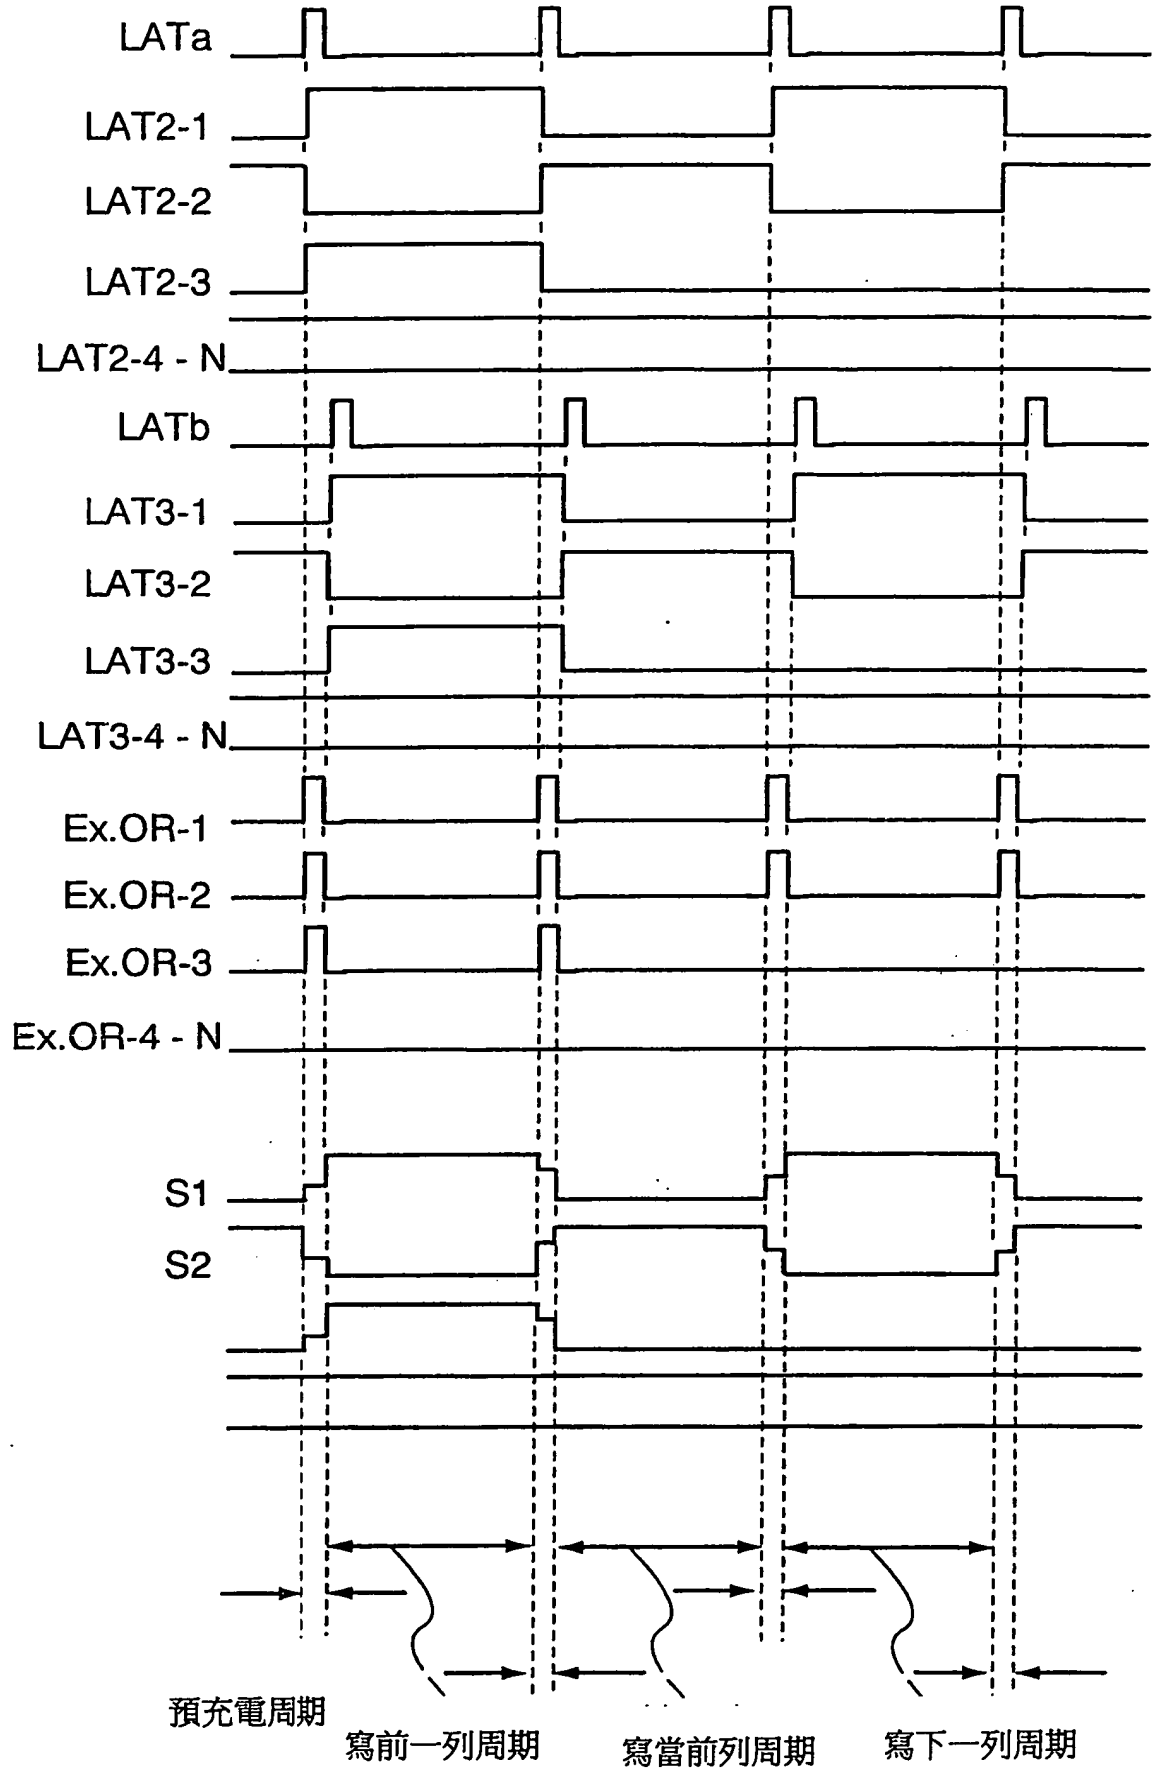 LATa
LAT2-1
LAT2-2
LAT2-3
LAT2-4 - N
LATb
LAT3-1
LAT3-2
LAT3-3
LAT3-4 - N
Ex.OR-1
Ex.OR-2
Ex.OR-3
Ex.OR-4 - N
S1
S2
預充電周期
寫前一列周期
寫當前列周期
寫下一列周期